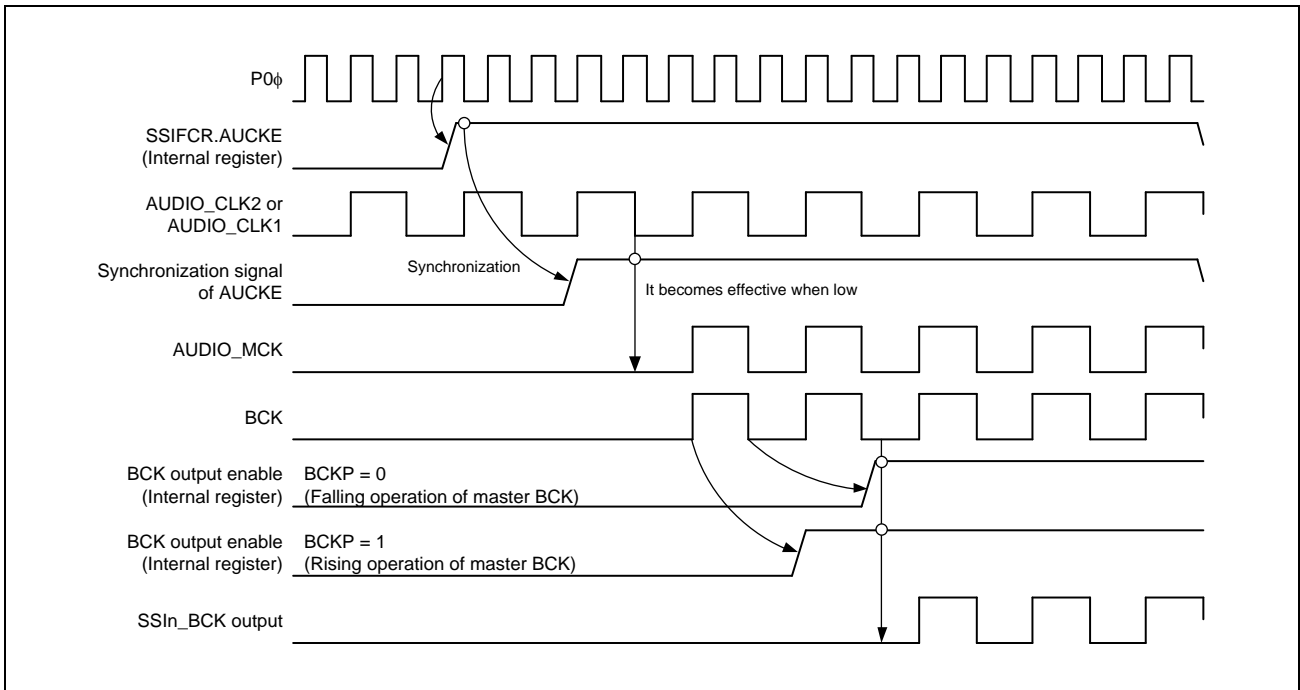 P0ϕ
SSIFCR.AUCKE
(Internal register)
AUDIO_CLK2 or
AUDIO_CLK1
Synchronization signal
of AUCKE
Synchronization
It becomes effective when low
AUDIO_MCK
BCK
BCK output enable
(Internal register)
BCKP = 0
(Falling operation of master BCK)
BCK output enable
(Internal register)
BCKP = 1
(Rising operation of master BCK)
SSIn_BCK output